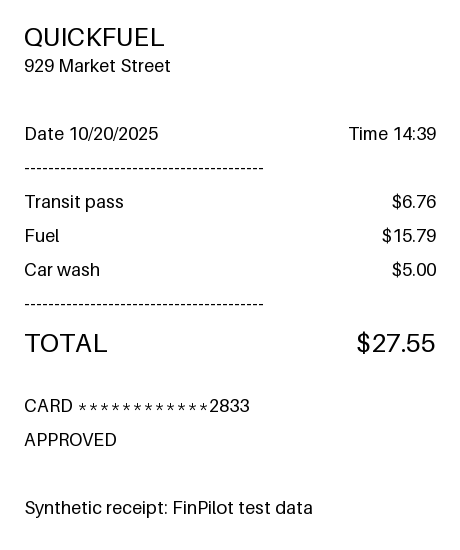 QUICKFUEL
929 Market Street
Date 10/20/2025 Time 14:39
----------------------------------------
Transit pass $6.76
Fuel $15.79
Car wash $5.00
----------------------------------------
TOTAL $27.55
CARD ************2833
APPROVED
Synthetic receipt: FinPilot test data